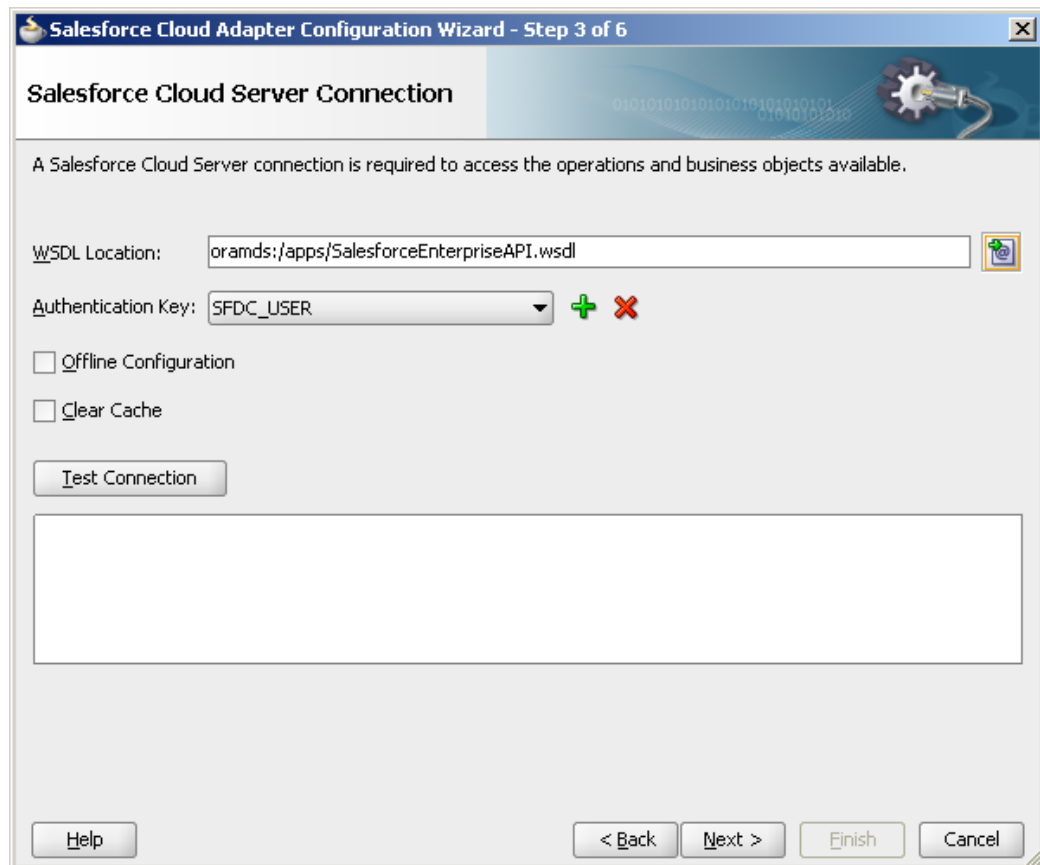 Salesforce Cloud Adapter Configuration Wizard - Step 3 of 6
Salesforce Cloud Server Connection
0101010101010101010101010101
01010101010
A Salesforce Cloud Server connection is required to access the operations and business objects available.
WSDL Location: oramds:/apps/SalesforceEnterpriseAPI.wsdl
Authentication Key: SFDC_USER
Offline Configuration
Clear Cache
Test Connection
Help < Back Next > Finish Cancel